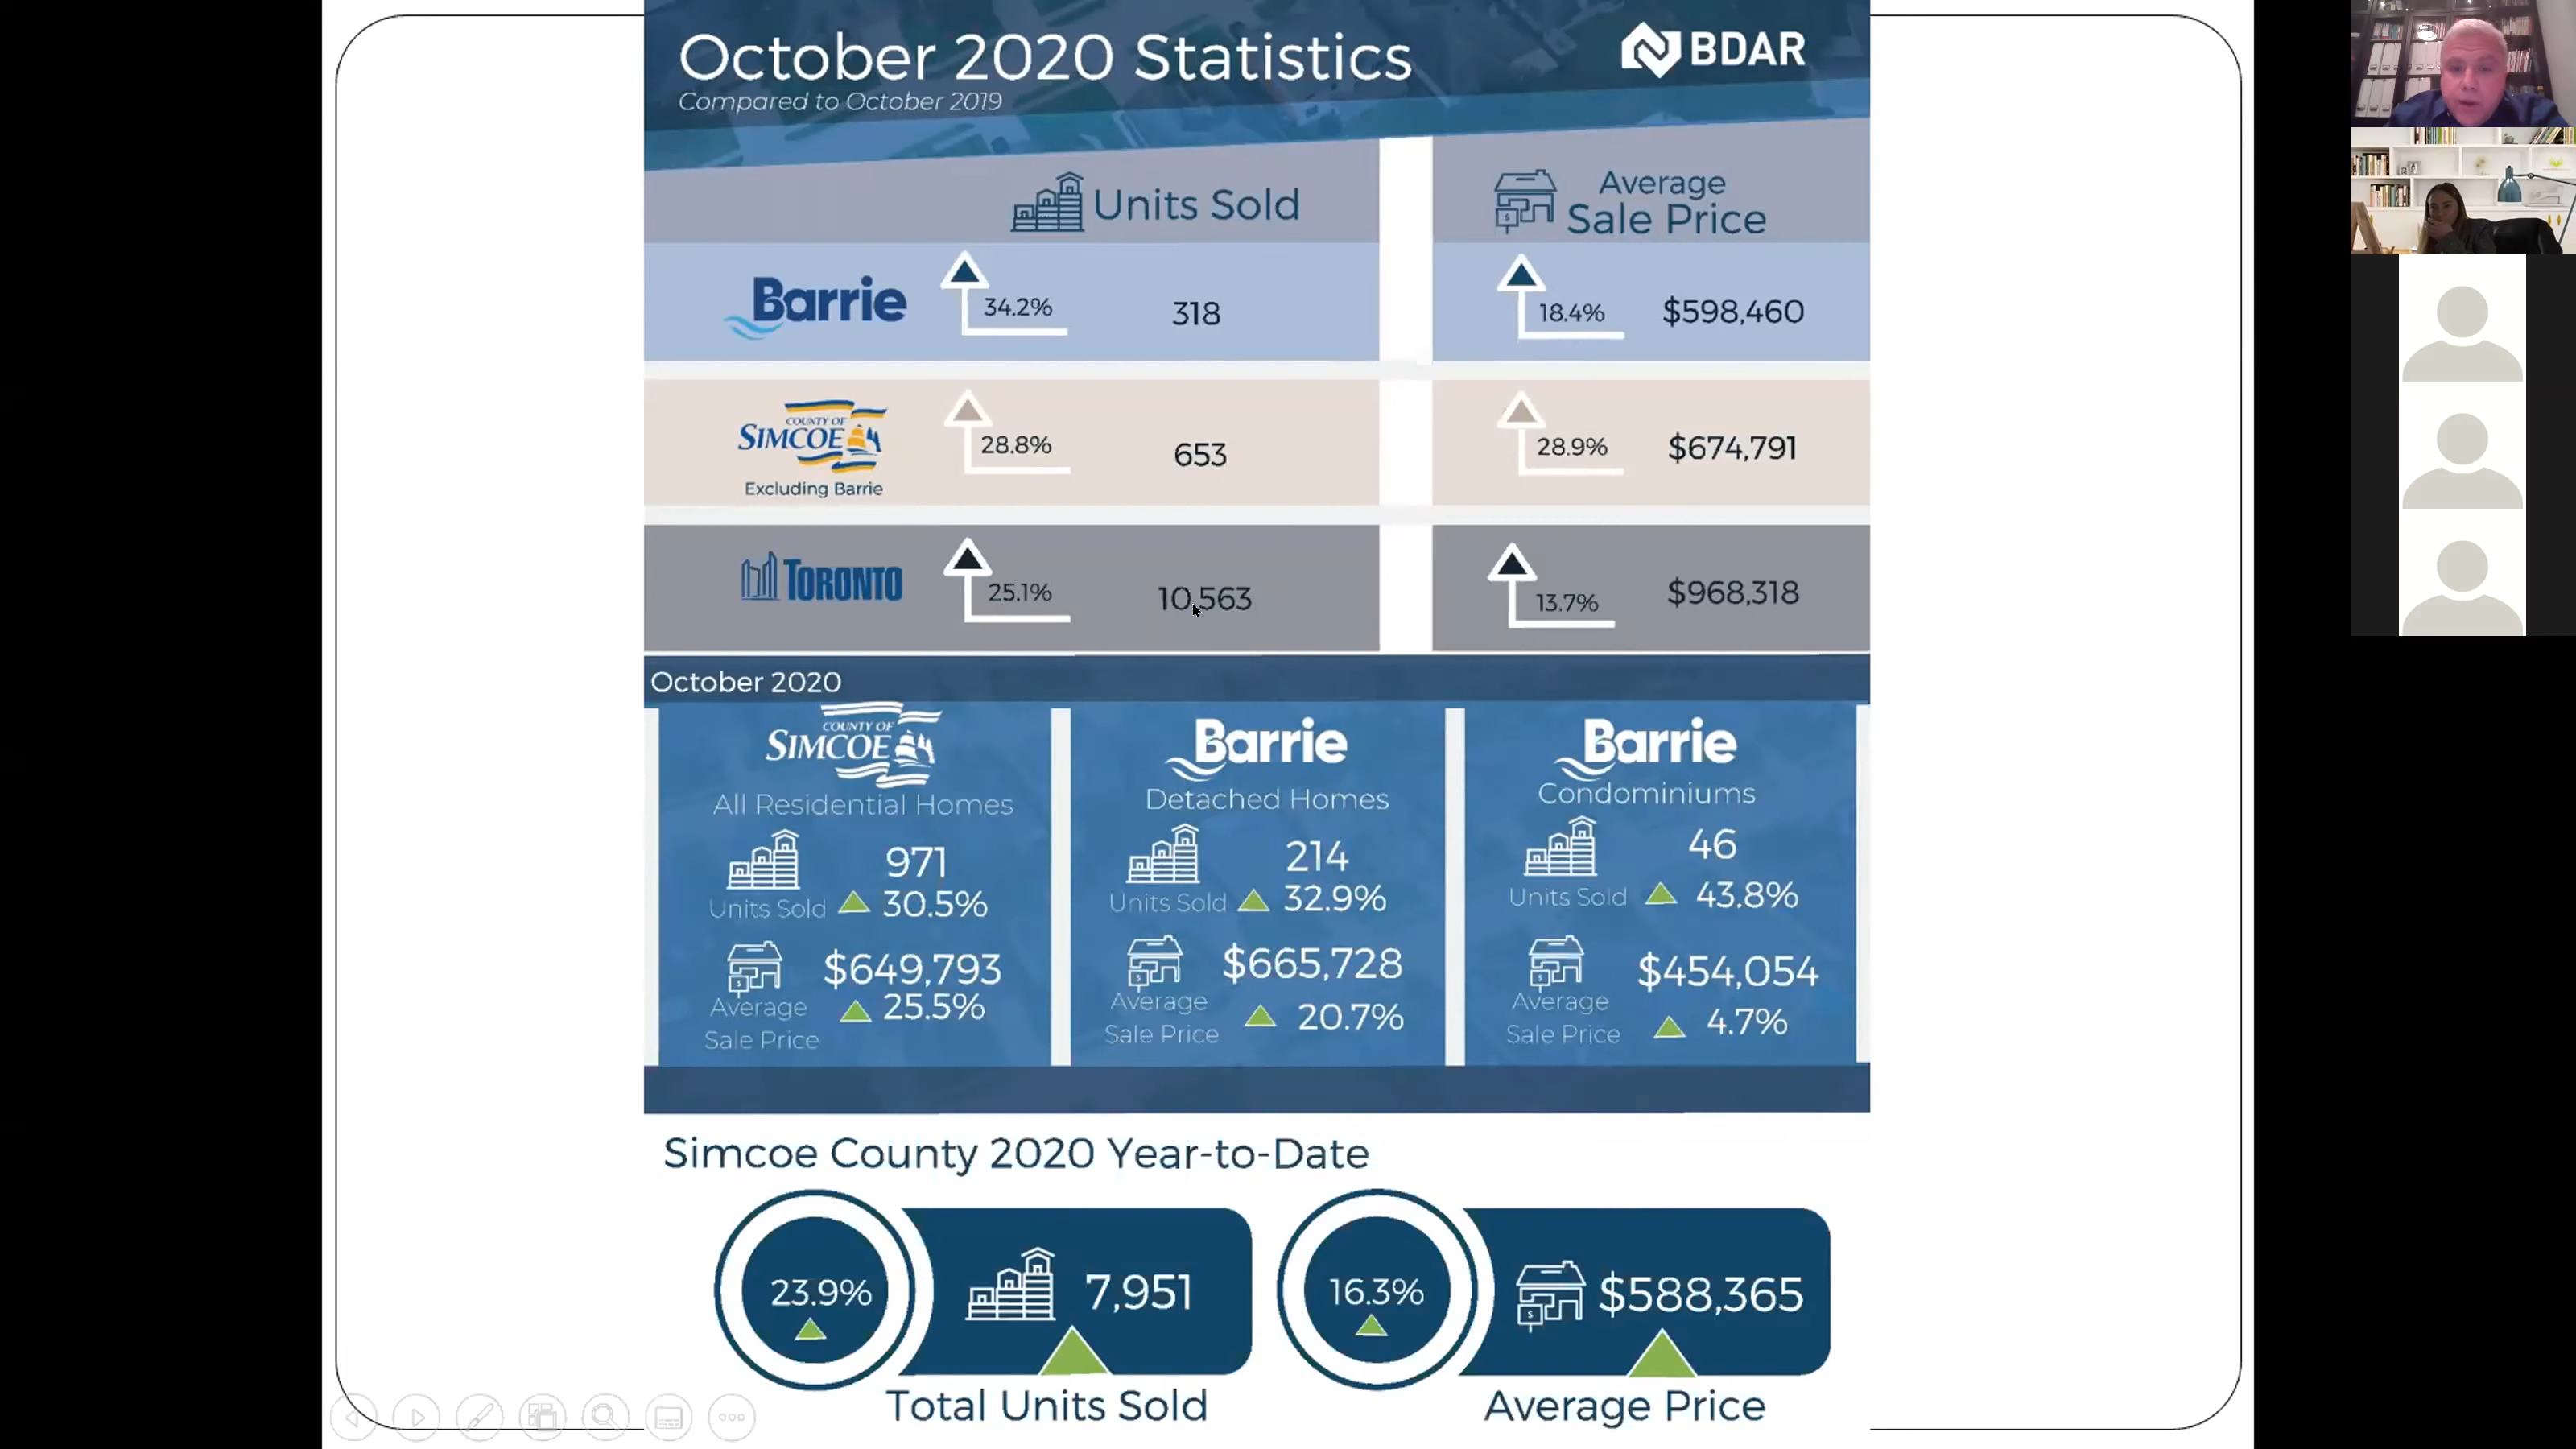 October 2020 Statistics
BDAR
Compared to October 2019
Units Sold
Average
Sale Price
Barrie
34.2%
318
18.4%
$598,460
COUNTY OF
SIMCOE
Excluding Barrie
28.8%
653
28.9%
$674,791
TORONTO
25.1%
10,563
13.7%
$968,318
October 2020
COUNTY OF
SIMCOE
All Residential Homes
971
Units Sold
30.5%
$649,793
Average
Sale Price
25.5%
Barrie
Detached Homes
214
Units Sold
32.9%
$665,728
Average
Sale Price
20.7%
Barrie
Condominiums
46
Units Sold
43.8%
$454,054
Average
Sale Price
4.7%
Simcoe County 2020 Year-to-Date
23.9%
7,951
Total Units Sold
16.3%
$588,365
Average Price